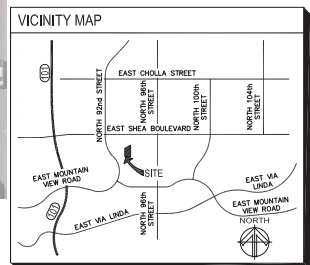 VICINITY MAP
101
EAST CHOLLA STREET
NORTH 92nd STREET
NORTH 96th
STREET
NORTH 100th
STREET
NORTH 104th
STREET
EAST SHEA BOULEVARD
SITE
EAST MOUNTAIN
VIEW ROAD
EAST VIA
LINDA
101
EAST VIA LINDA
NORTH 96th
STREET
EAST MOUNTAIN
VIEW ROAD
NORTH